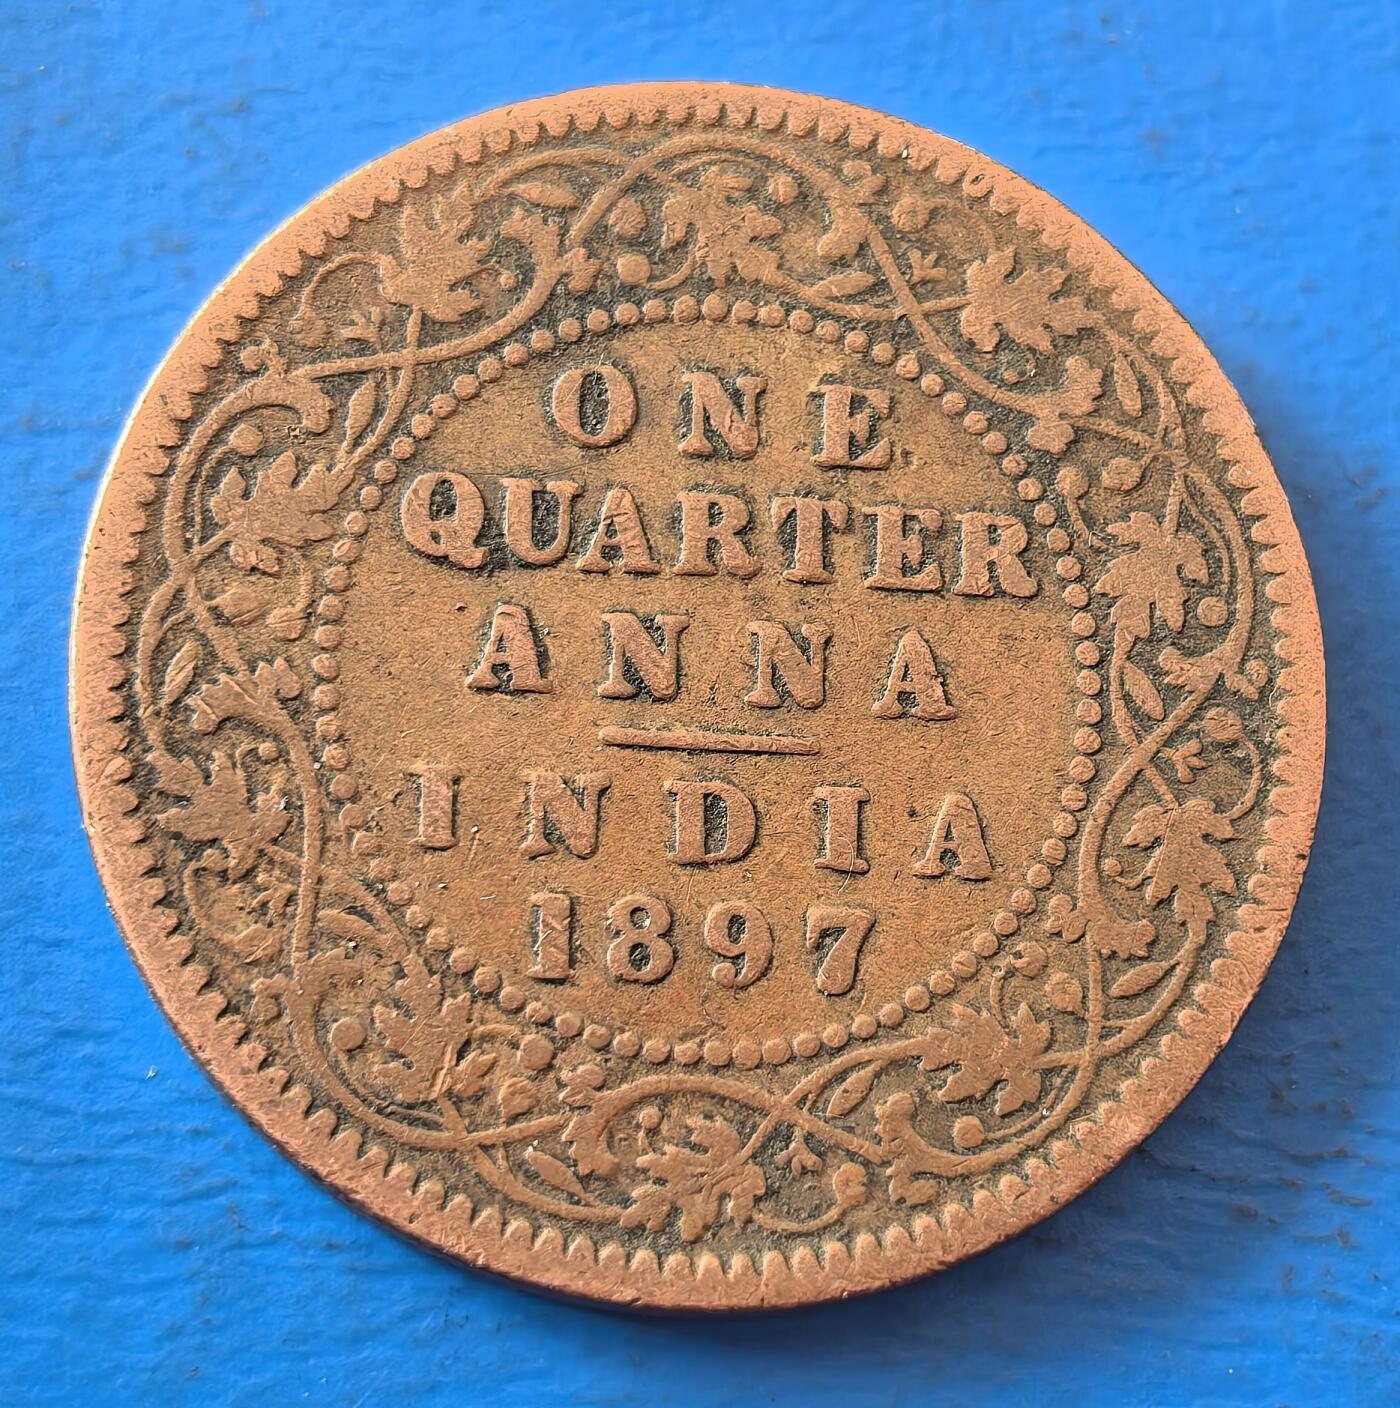 ONE
QUARTER
ANNA
INDIA
1897